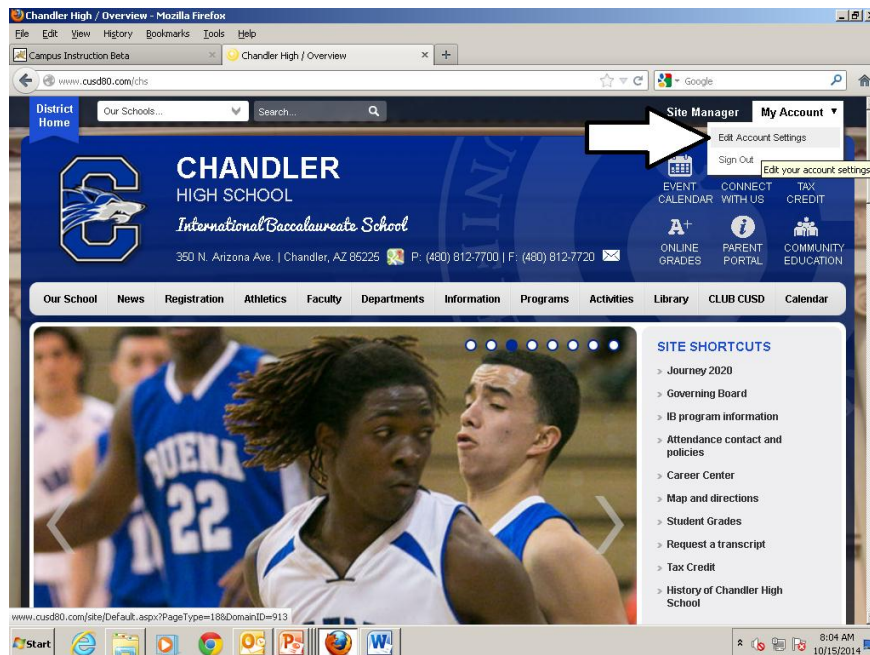 Chandler High / Overview - Mozilla Firefox
File Edit View History Bookmarks Tools Help
Campus Instruction Beta × Chandler High / Overview × +
www.cusd80.com/chs Google
District Home
Our Schools...
Search...
Site Manager My Account ▼
Edit Account Settings
Sign Out
Edit your account settings
C
CHANDLER
HIGH SCHOOL
International Baccalaureate School
350 N. Arizona Ave. | Chandler, AZ 85225 P: (480) 812-7700 | F: (480) 812-7720
EVENT CALENDAR
CONNECT WITH US
TAX CREDIT
A+
ONLINE GRADES
PARENT PORTAL
COMMUNITY EDUCATION
Our School News Registration Athletics Faculty Departments Information Programs Activities Library CLUB CUSD Calendar
BUENA
22
SITE SHORTCUTS
» Journey 2020
» Governing Board
» IB program information
» Attendance contact and
policies
» Career Center
» Map and directions
» Student Grades
» Request a transcript
» Tax Credit
» History of Chandler High
School
www.cusd80.com/site/Default.aspx?PageType=18&DomainID=913
Start
8:04 AM
10/15/2014